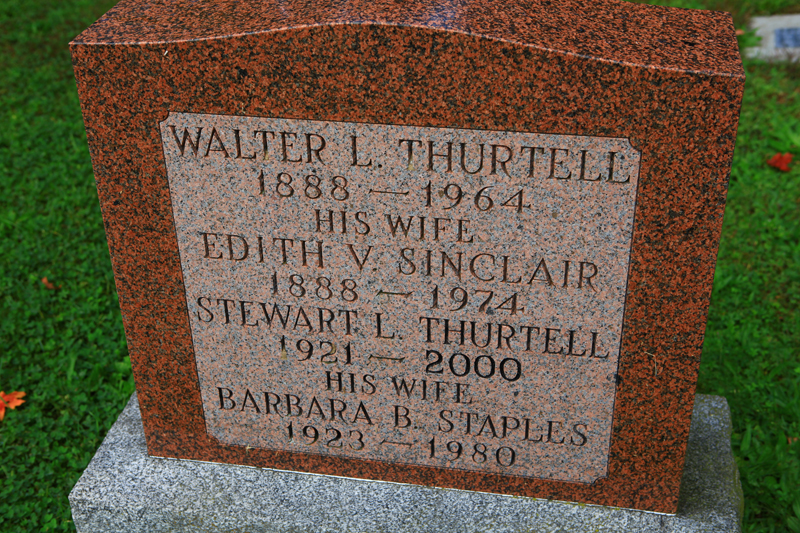 WALTER L. THURTELL
1888 — 1964
HIS WIFE
EDITH V. SINCLAIR
1888 — 1974
STEWART L. THURTELL
1921 — 2000
HIS WIFE
BARBARA B. STAPLES
1923 — 1980